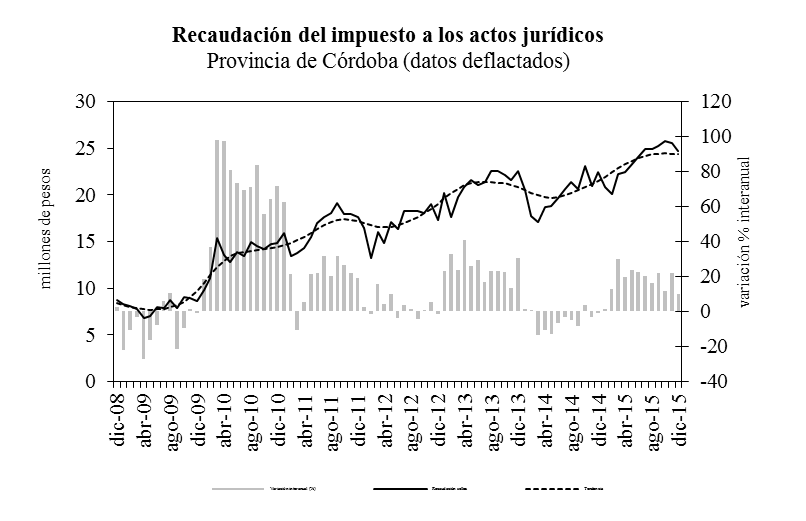 Recaudación del impuesto a los actos jurídicos
Provincia de Córdoba (datos deflactados)
millones de pesos
30
25
20
15
10
5
0
120
100
80
60
40
20
0
-20
-40
variación % interanual
dic-08
abr-09
ago-09
dic-09
abr-10
ago-10
dic-10
abr-11
ago-11
dic-11
abr-12
ago-12
dic-12
abr-13
ago-13
dic-13
abr-14
ago-14
dic-14
abr-15
ago-15
dic-15
Variación interanual (%)
Tendencia